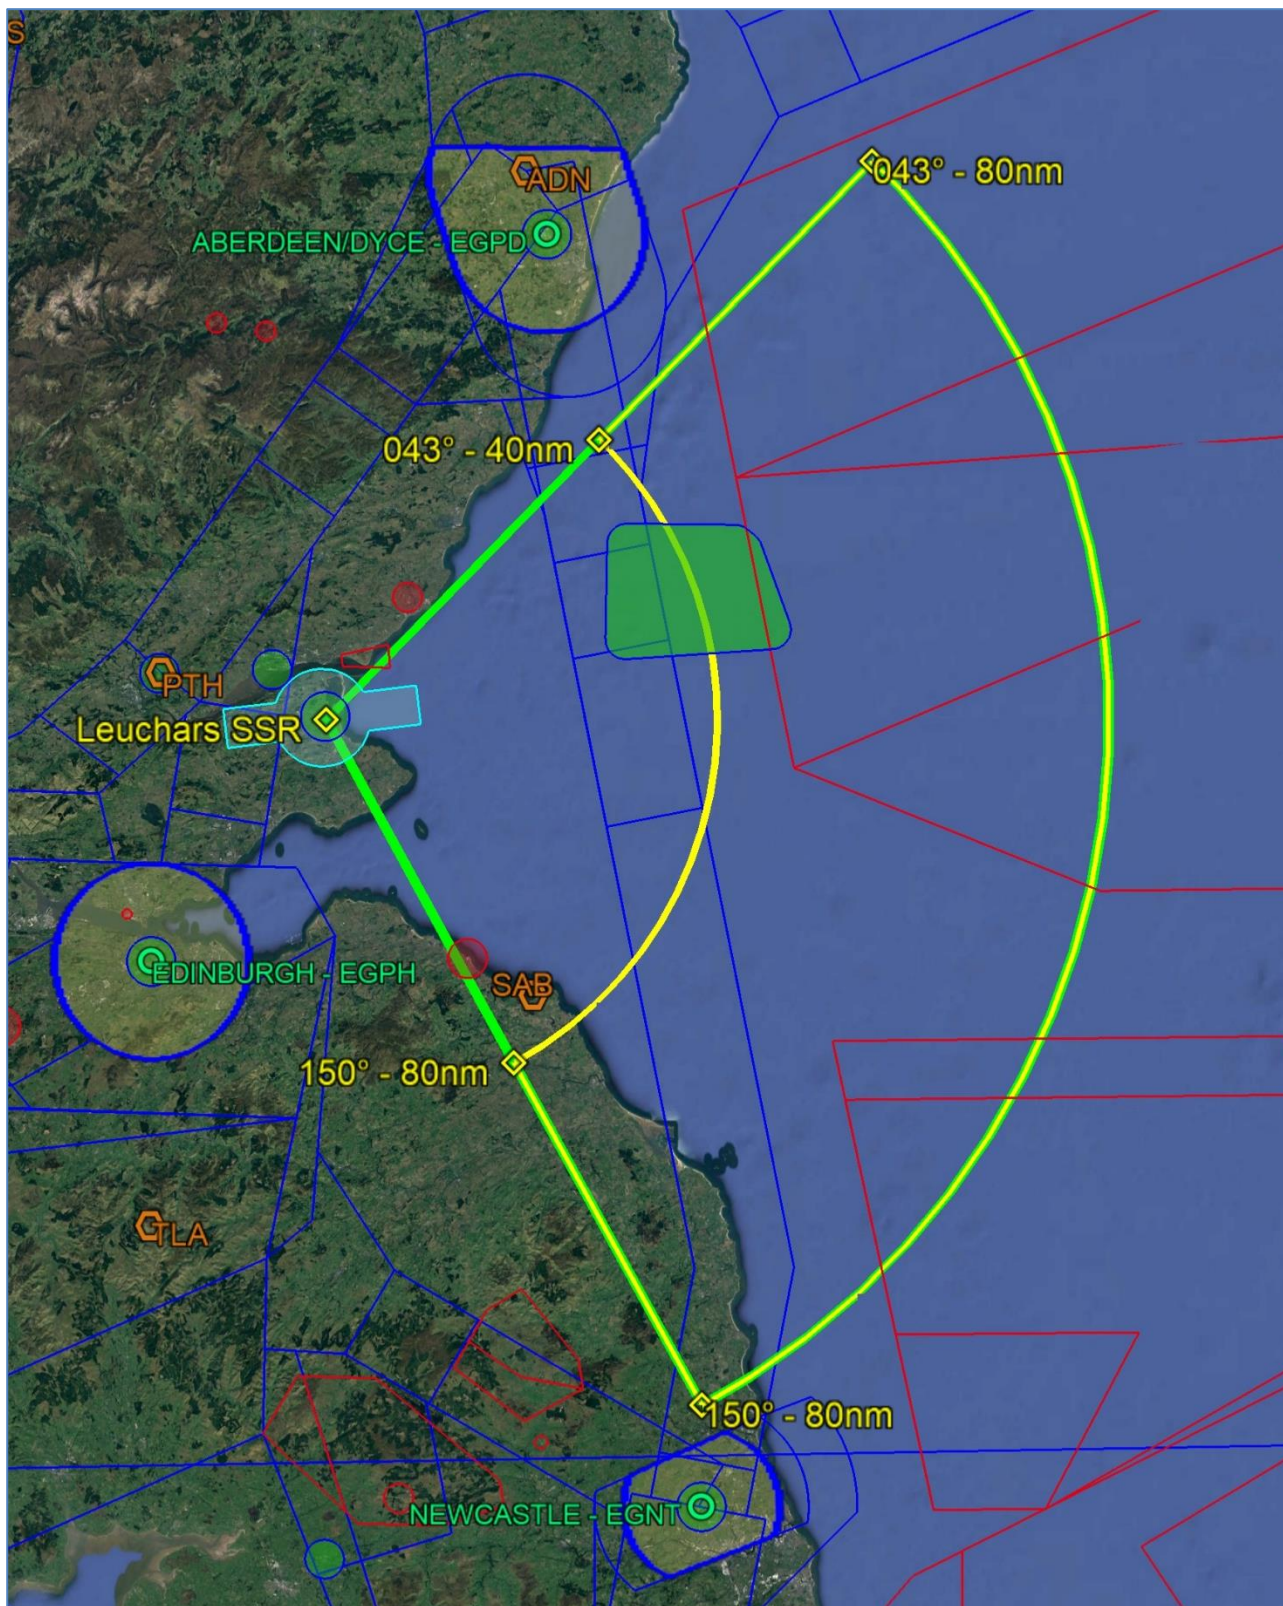 S
ADN
043° - 80nm
ABERDEEN/DYCE - EGPD
043° - 40nm
PTH
Leuchars SSR
EDINBURGH - EGPH
SAB
150° - 80nm
TLA
150° - 80nm
NEWCASTLE - EGNT